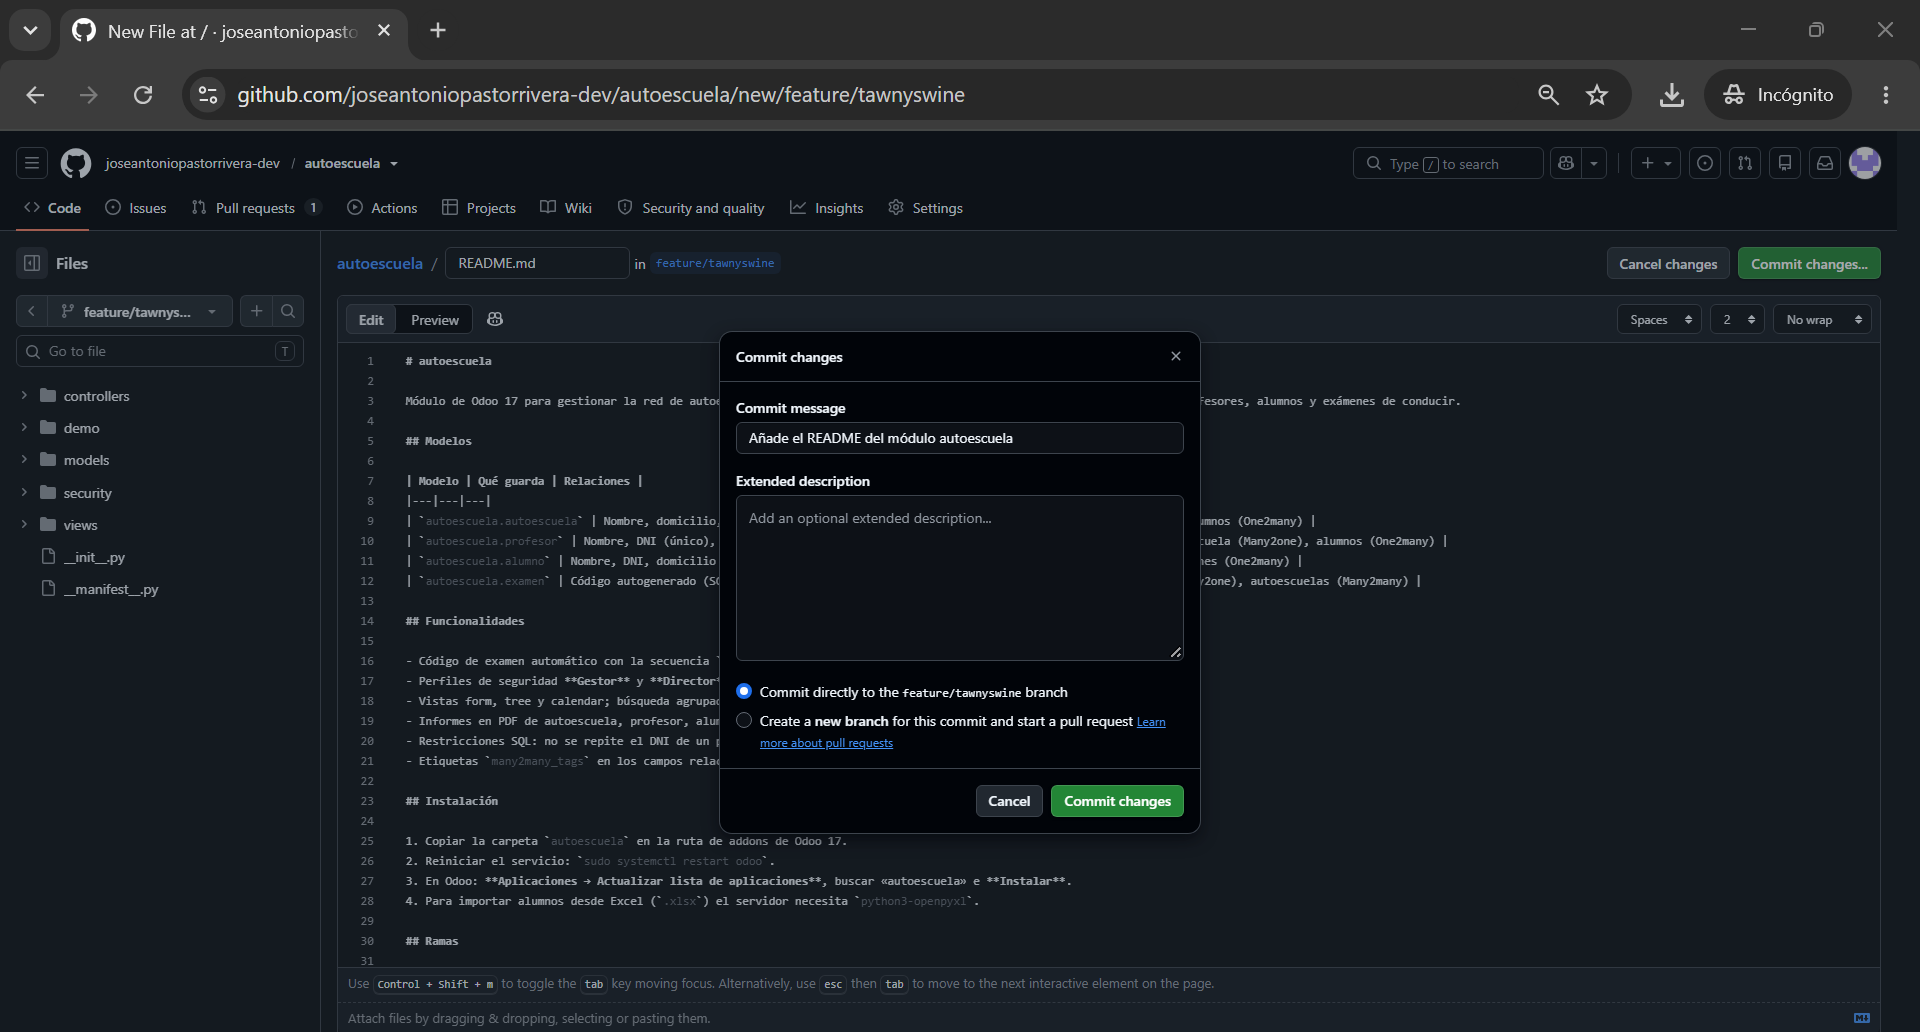 New File at / · joseantoniopasto
github.com/joseantoniopastorrivera-dev/autoescuela/new/feature/tawnyswine
Incógnito
joseantoniopastorrivera-dev / autoescuela
Type / to search
Code
Issues
Pull requests 1
Actions
Projects
Wiki
Security and quality
Insights
Settings
Files
feature/tawnys...
Go to file
T
controllers
demo
models
security
views
__init__.py
__manifest__.py
autoescuela / README.md in feature/tawnyswine
Cancel changes
Commit changes...
Edit
Preview
Spaces
2
No wrap
1 # autoescuela
2
3 Módulo de Odoo 17 para gestionar la red de autoe
fesores, alumnos y exámenes de conducir.
4
5 ## Modelos
6
7 | Modelo | Qué guarda | Relaciones |
8 |---|---|---|
9 | `autoescuela.autoescuela` | Nombre, domicilio,
umnos (One2many) |
10 | `autoescuela.profesor` | Nombre, DNI (único),
cuela (Many2one), alumnos (One2many) |
11 | `autoescuela.alumno` | Nombre, DNI, domicilio
nes (One2many) |
12 | `autoescuela.examen` | Código autogenerado (SQ
y2one), autoescuelas (Many2many) |
13
14 ## Funcionalidades
15
16 - Código de examen automático con la secuencia `
17 - Perfiles de seguridad **Gestor** y **Director*
18 - Vistas form, tree y calendar; búsqueda agrupad
19 - Informes en PDF de autoescuela, profesor, alum
20 - Restricciones SQL: no se repite el DNI de un p
21 - Etiquetas `many2many_tags` en los campos relac
22
23 ## Instalación
24
25 1. Copiar la carpeta `autoescuela` en la ruta de addons de Odoo 17.
26 2. Reiniciar el servicio: `sudo systemctl restart odoo`.
27 3. En Odoo: **Aplicaciones → Actualizar lista de aplicaciones**, buscar «autoescuela» e **Instalar**.
28 4. Para importar alumnos desde Excel (`.xlsx`) el servidor necesita `python3-openpyxl`.
29
30 ## Ramas
31
Commit changes
Commit message
Añade el README del módulo autoescuela
Extended description
Add an optional extended description...
Commit directly to the feature/tawnyswine branch
Create a new branch for this commit and start a pull request Learn
more about pull requests
Cancel
Commit changes
Use Control + Shift + m to toggle the tab key moving focus. Alternatively, use esc then tab to move to the next interactive element on the page.
Attach files by dragging & dropping, selecting or pasting them.